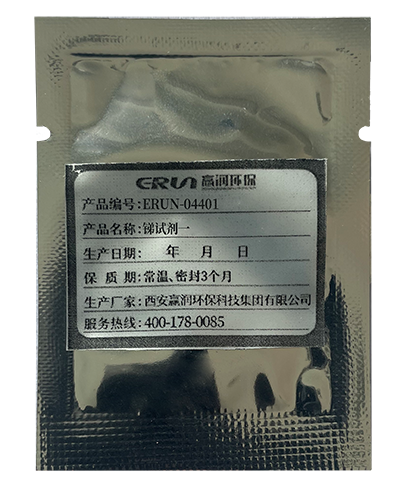 ERUN 赢润环保
产品编号:ERUN-04401
产品名称:锑试剂一
生产日期: 年 月 日
保 质 期:常温、密封3个月
生产厂家:西安赢润环保科技集团有限公司
服务热线:400-178-0085